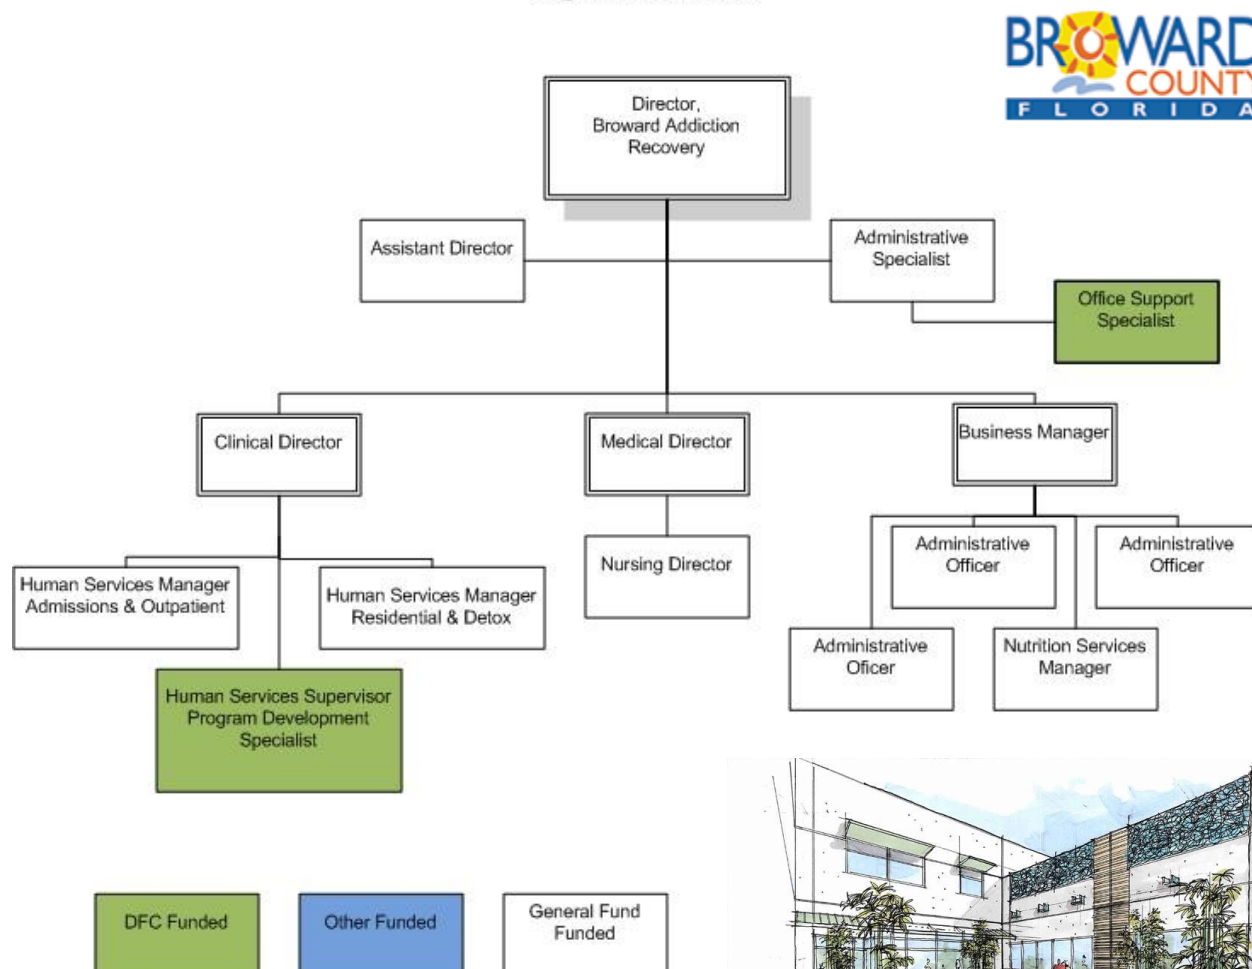 BROWARD
COUNTY
FLORIDA
Director,
Broward Addiction
Recovery
Assistant Director
Administrative
Specialist
Office Support
Specialist
Clinical Director
Medical Director
Business Manager
Human Services Manager
Admissions & Outpatient
Human Services Manager
Residential & Detox
Nursing Director
Administrative
Officer
Administrative
Officer
Administrative
Oficer
Nutrition Services
Manager
Human Services Supervisor
Program Development
Specialist
DFC Funded
Other Funded
General Fund
Funded